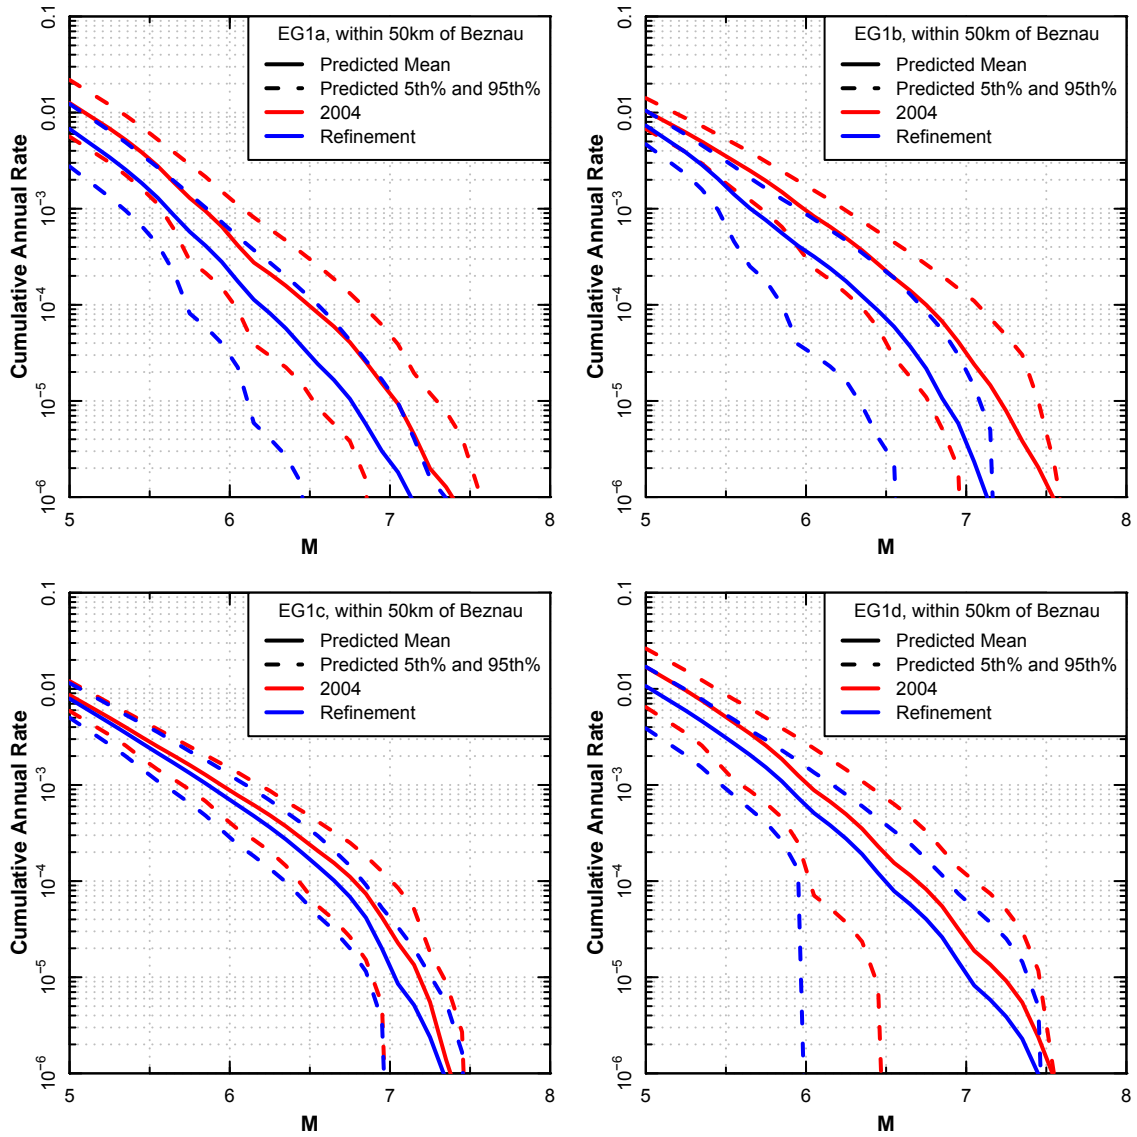 EG1a, within 50km of Beznau
Predicted Mean
Predicted 5th% and 95th%
2004
Refinement
Cumulative Annual Rate
0.1
0.01
10⁻³
10⁻⁴
10⁻⁵
10⁻⁶
5 6 7 8
M
EG1b, within 50km of Beznau
Predicted Mean
Predicted 5th% and 95th%
2004
Refinement
Cumulative Annual Rate
0.1
0.01
10⁻³
10⁻⁴
10⁻⁵
10⁻⁶
5 6 7 8
M
EG1c, within 50km of Beznau
Predicted Mean
Predicted 5th% and 95th%
2004
Refinement
Cumulative Annual Rate
0.1
0.01
10⁻³
10⁻⁴
10⁻⁵
10⁻⁶
5 6 7 8
M
EG1d, within 50km of Beznau
Predicted Mean
Predicted 5th% and 95th%
2004
Refinement
Cumulative Annual Rate
0.1
0.01
10⁻³
10⁻⁴
10⁻⁵
10⁻⁶
5 6 7 8
M